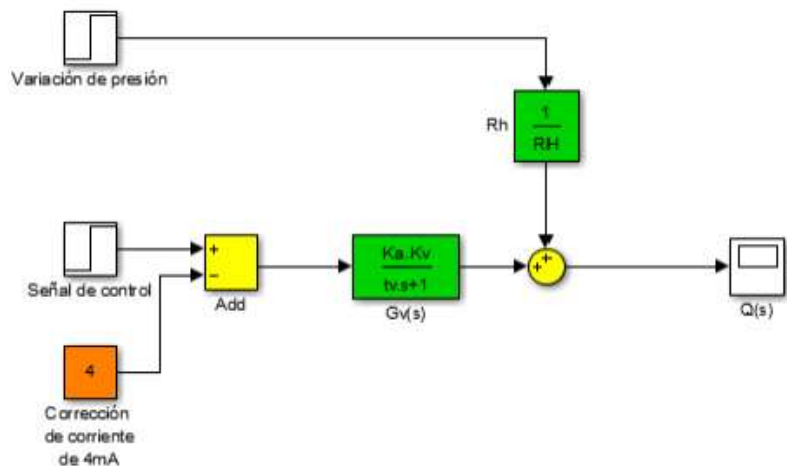 Variación de presión
Rh
1
RH
Señal de control
+
−
Add
Ka.Kv
tv.s+1
Gv(s)
+
+
Q(s)
4
Corrección
de corriente
de 4mA